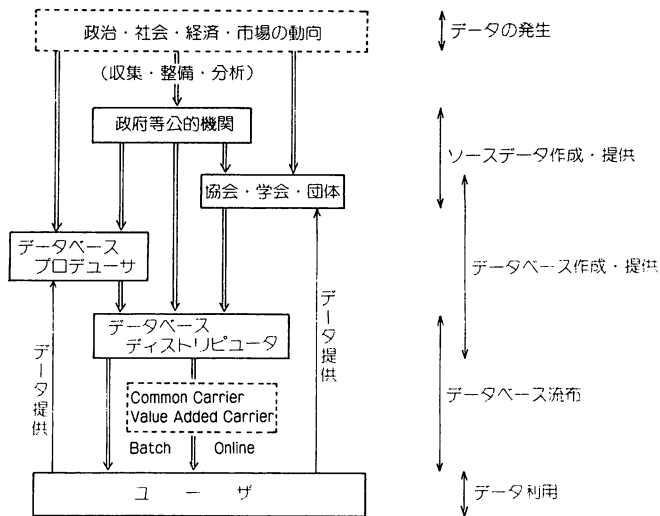 政治・社会・経済・市場の動向
データの発生
(収集・整備・分析)
政府等公的機関
ソースデータ作成・提供
協会・学会・団体
データベース
プロデューサ
データベース作成・提供
データベース
ディストリビュータ
データ提供
データ提供
Common Carrier
Value Added Carrier
データベース流布
Batch
Online
ユーザ
データ利用